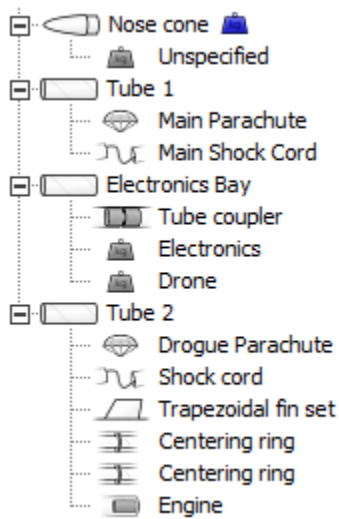 Nose cone
Unspecified
Tube 1
Main Parachute
Main Shock Cord
Electronics Bay
Tube coupler
Electronics
Drone
Tube 2
Drogue Parachute
Shock cord
Trapezoidal fin set
Centering ring
Centering ring
Engine